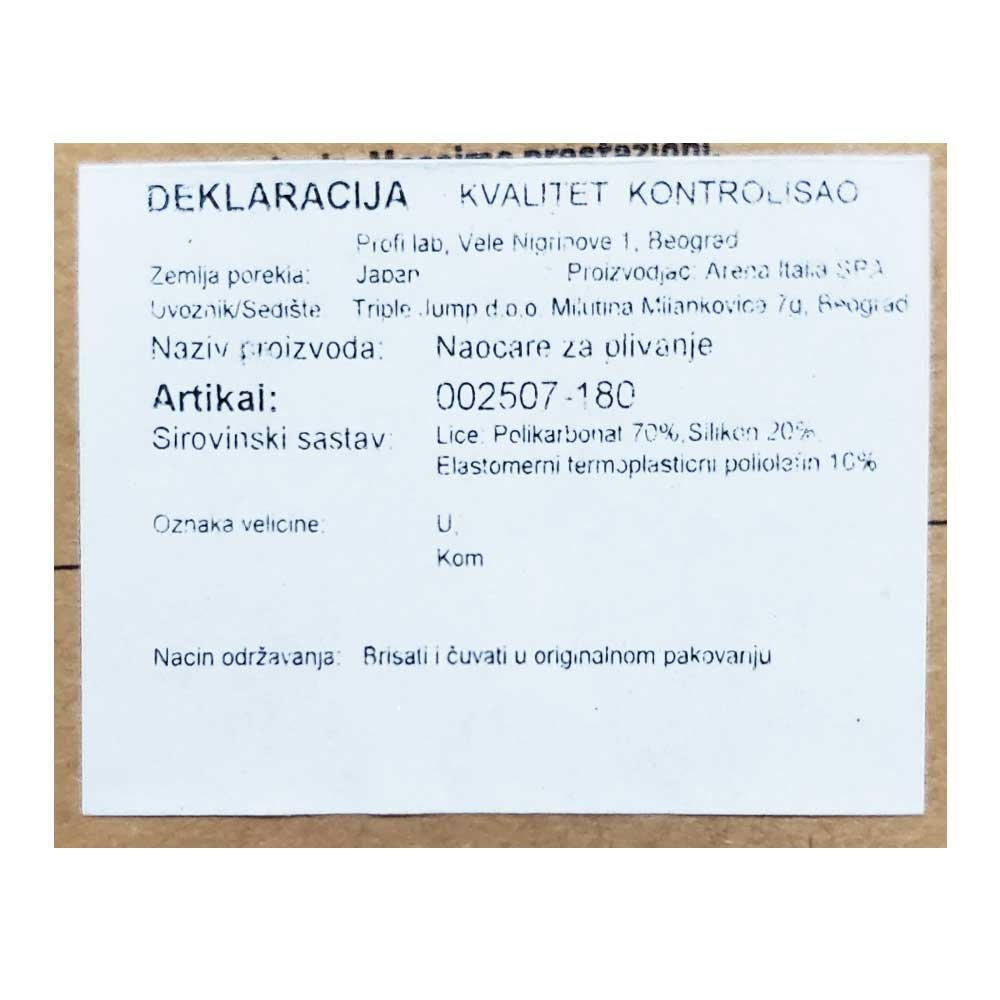 Massimo prestazioni.
DEKLARACIJA KVALITET KONTROLISAO
Profi lab, Vele Nigrinove 1, Beograd
Zemlja porekla: Japan Proizvodjac: Arena Italia SPA
Uvoznik/Sedište Triple Jump d.o.o. Milutina Milankovica 7g, Beograd
Naziv proizvoda: Naocare za plivanje
Artikal: 002507-180
Sirovinski sastav: Lice: Polikarbonat 70%, Silikon 20%,
Elastomerni termoplasticni poliolefin 10%
Oznaka velicine: U,
Kom
Nacin održavanja: Brisati i čuvati u originalnom pakovanju